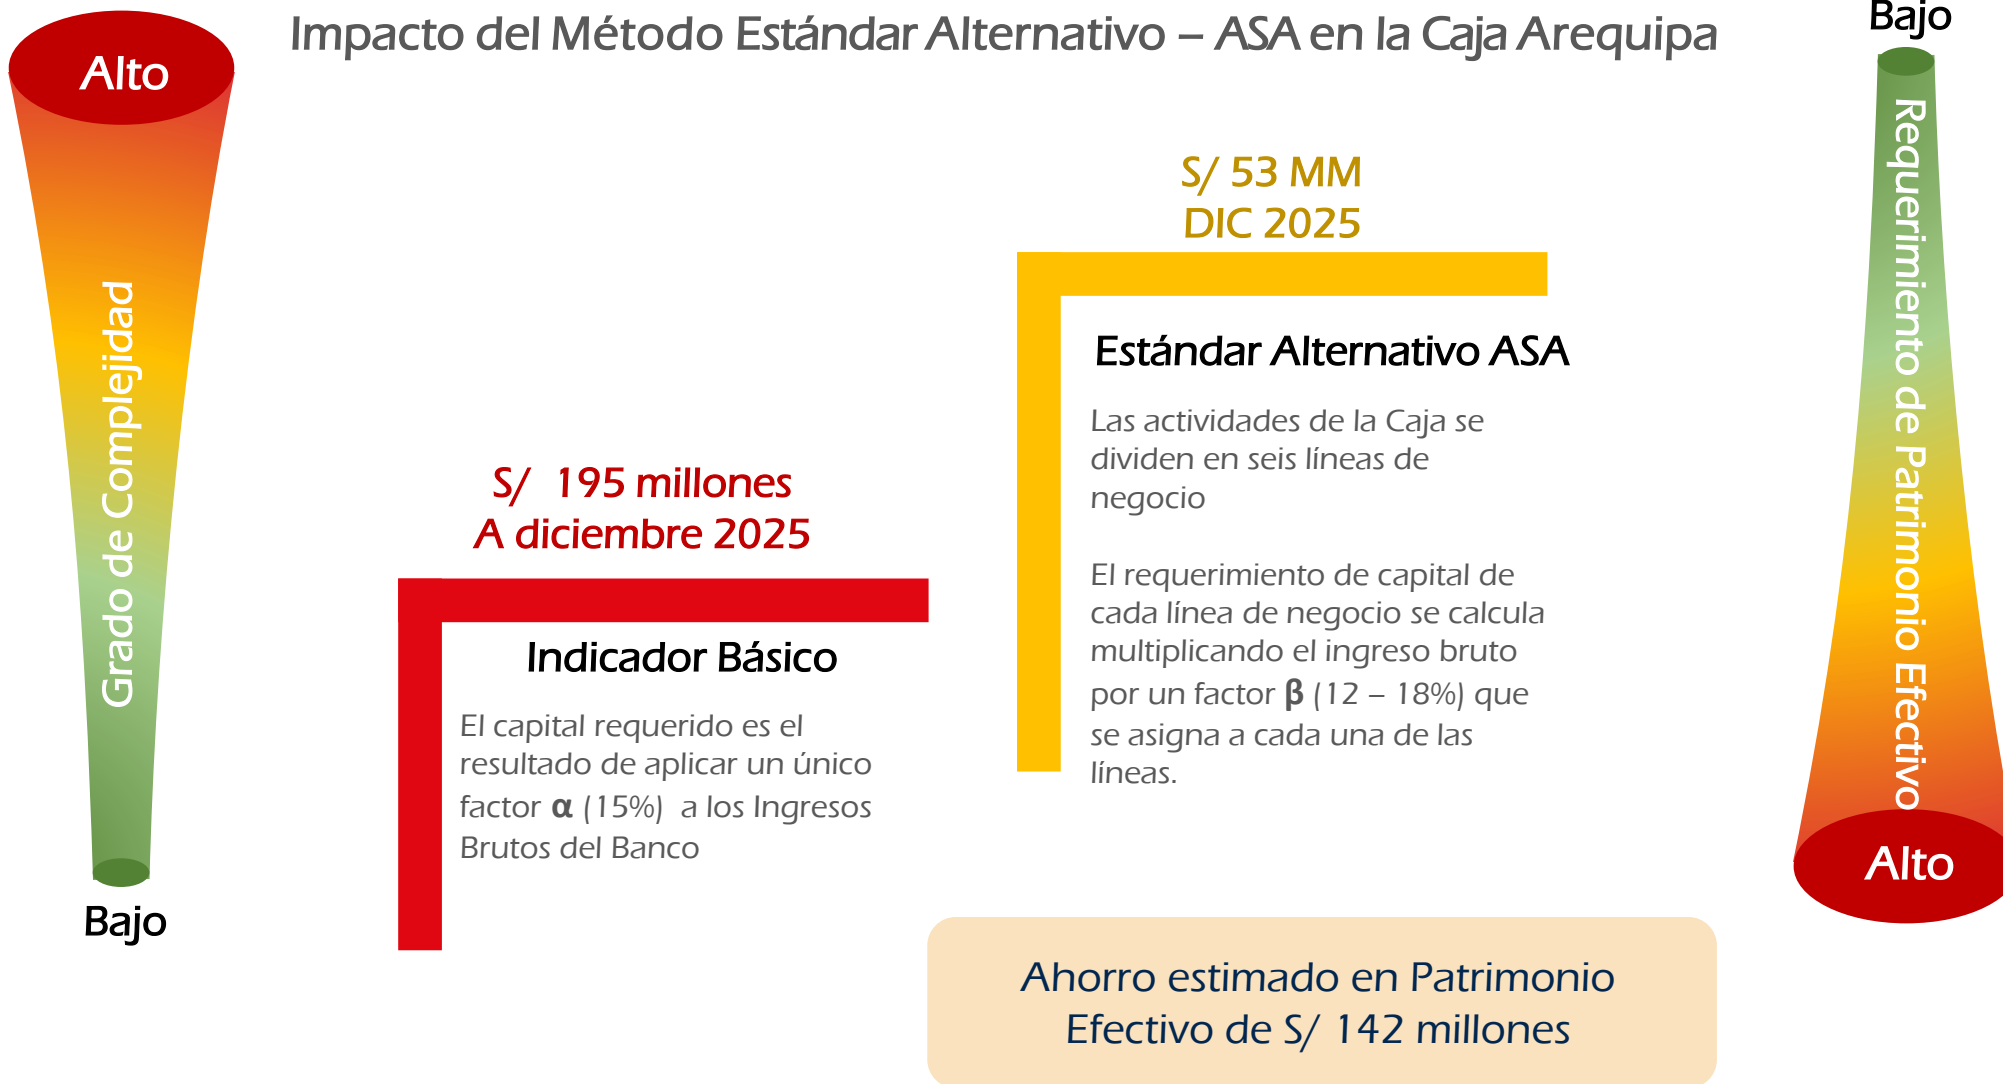 Impacto del Método Estándar Alternativo – ASA en la Caja Arequipa
Alto
Grado de Complejidad
Bajo
S/ 195 millones
A diciembre 2025
Indicador Básico
El capital requerido es el
resultado de aplicar un único
factor α (15%) a los Ingresos
Brutos del Banco
S/ 53 MM
DIC 2025
Estándar Alternativo ASA
Las actividades de la Caja se
dividen en seis líneas de
negocio
El requerimiento de capital de
cada línea de negocio se calcula
multiplicando el ingreso bruto
por un factor β (12 – 18%) que
se asigna a cada una de las
líneas.
Bajo
Requerimiento de Patrimonio Efectivo
Alto
Ahorro estimado en Patrimonio
Efectivo de S/ 142 millones